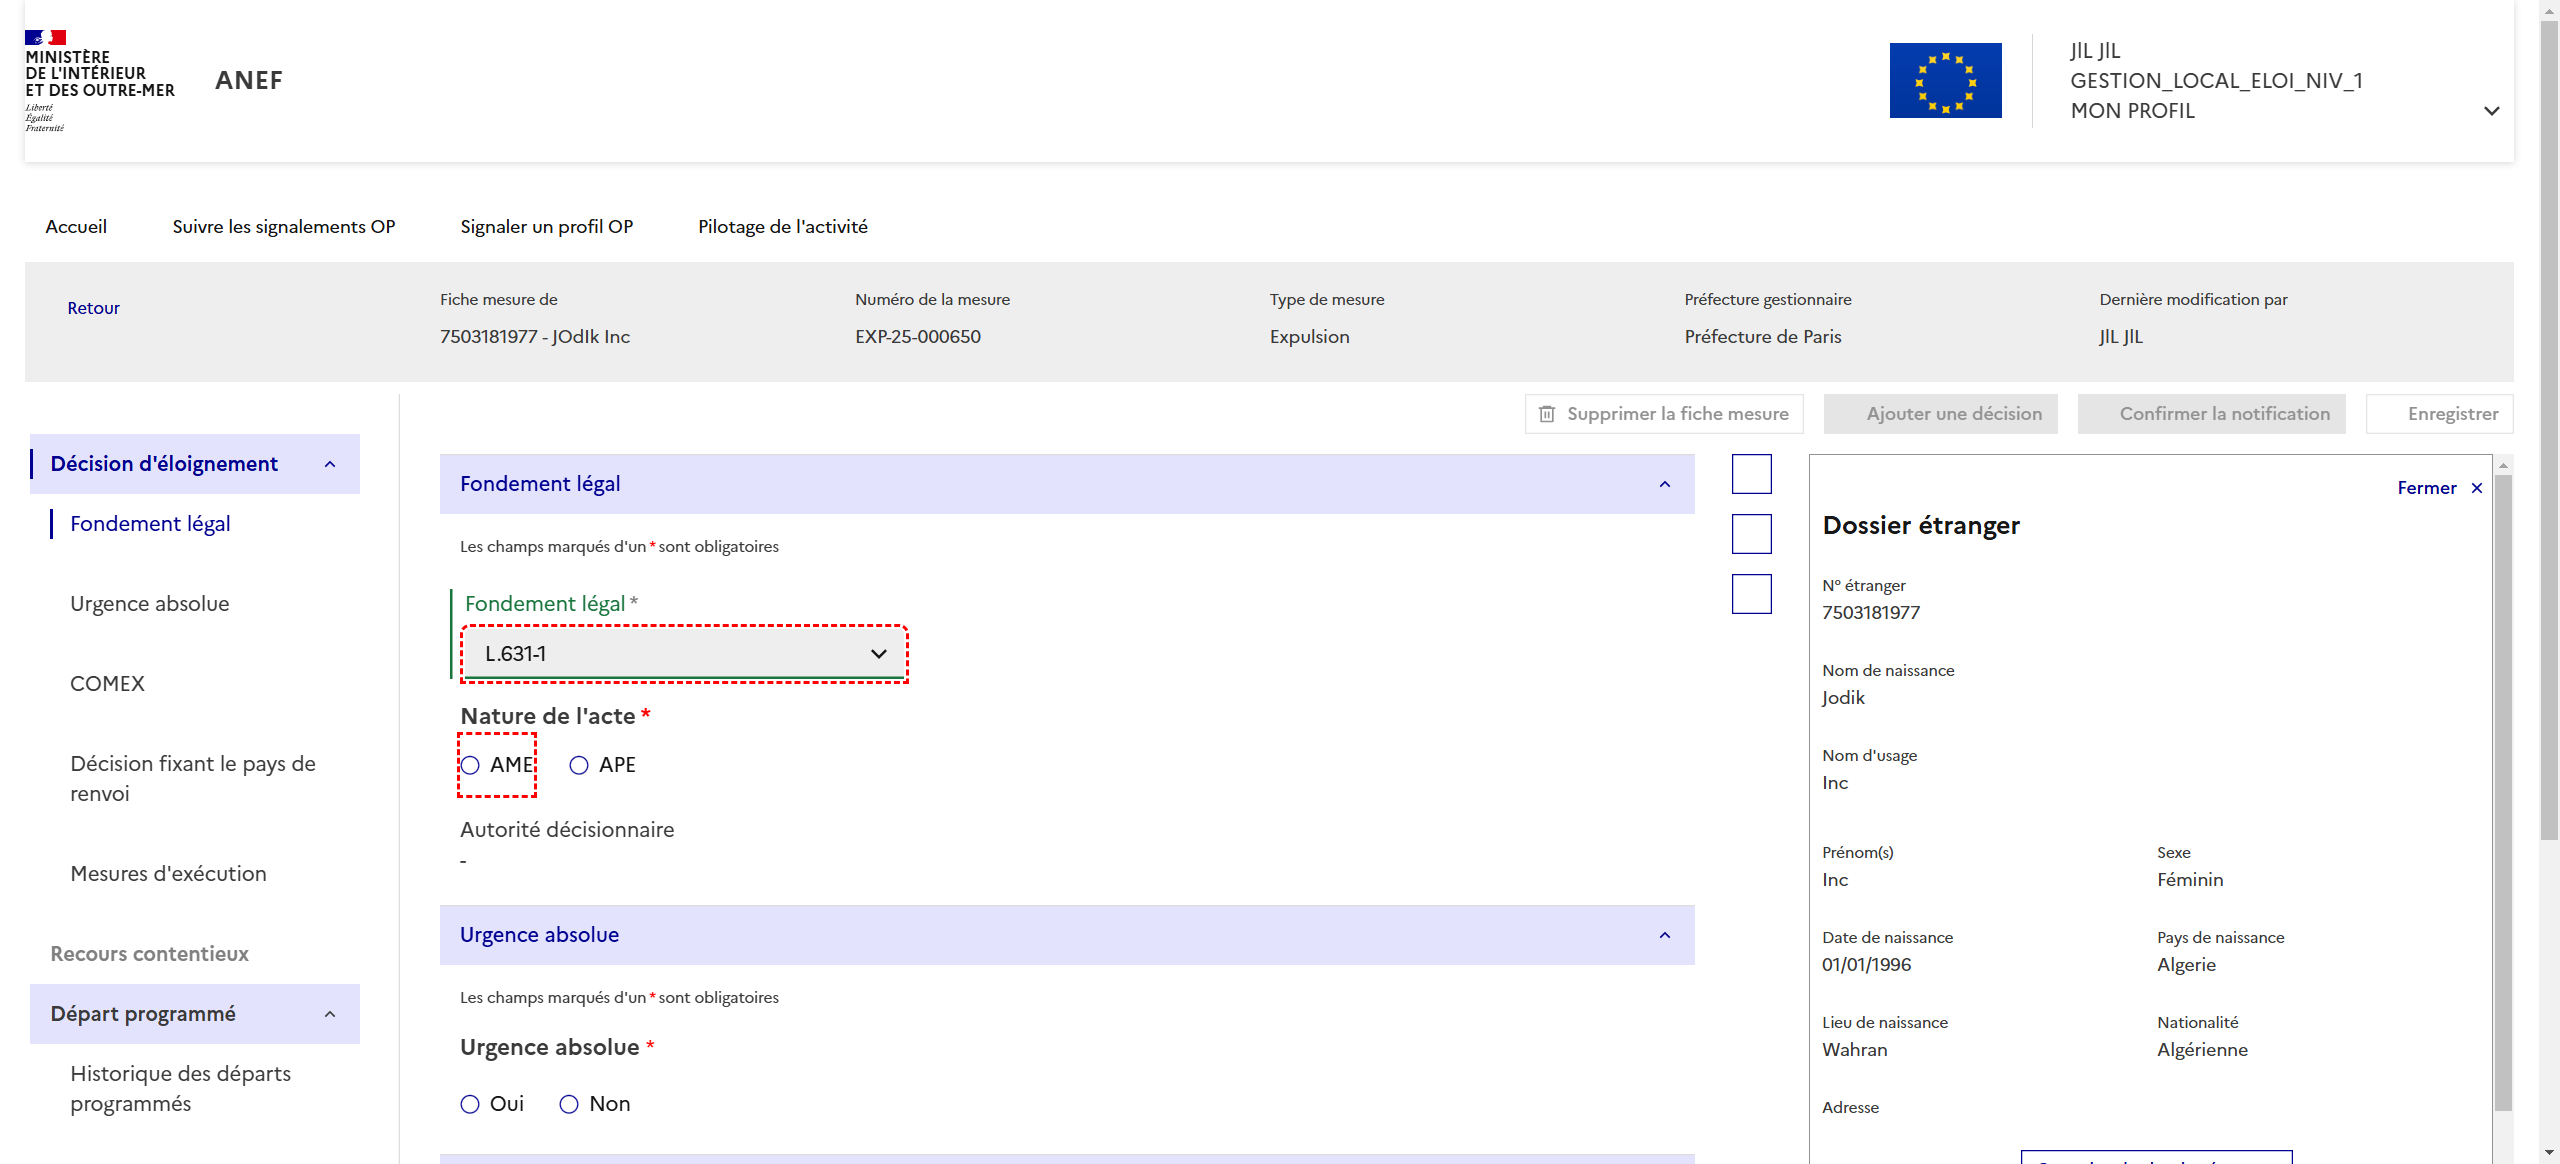 MINISTÈRE
DE L'INTÉRIEUR
ET DES OUTRE-MER
Liberté
Égalité
Fraternité
ANEF
JlL JlL
GESTION_LOCAL_ELOI_NIV_1
MON PROFIL
Accueil
Suivre les signalements OP
Signaler un profil OP
Pilotage de l'activité
Retour
Fiche mesure de
7503181977 - JOdIk Inc
Numéro de la mesure
EXP-25-000650
Type de mesure
Expulsion
Préfecture gestionnaire
Préfecture de Paris
Dernière modification par
JlL JlL
Supprimer la fiche mesure
Ajouter une décision
Confirmer la notification
Enregistrer
Décision d'éloignement
Fondement légal
Urgence absolue
COMEX
Décision fixant le pays de
renvoi
Mesures d'exécution
Recours contentieux
Départ programmé
Historique des départs
programmés
Fondement légal
Les champs marqués d'un * sont obligatoires
Fondement légal *
L.631-1
Nature de l'acte *
AME
APE
Autorité décisionnaire
-
Urgence absolue
Les champs marqués d'un * sont obligatoires
Urgence absolue *
Oui
Non
Fermer
Dossier étranger
N° étranger
7503181977
Nom de naissance
Jodik
Nom d'usage
Inc
Prénom(s)
Inc
Sexe
Féminin
Date de naissance
01/01/1996
Pays de naissance
Algerie
Lieu de naissance
Wahran
Nationalité
Algérienne
Adresse